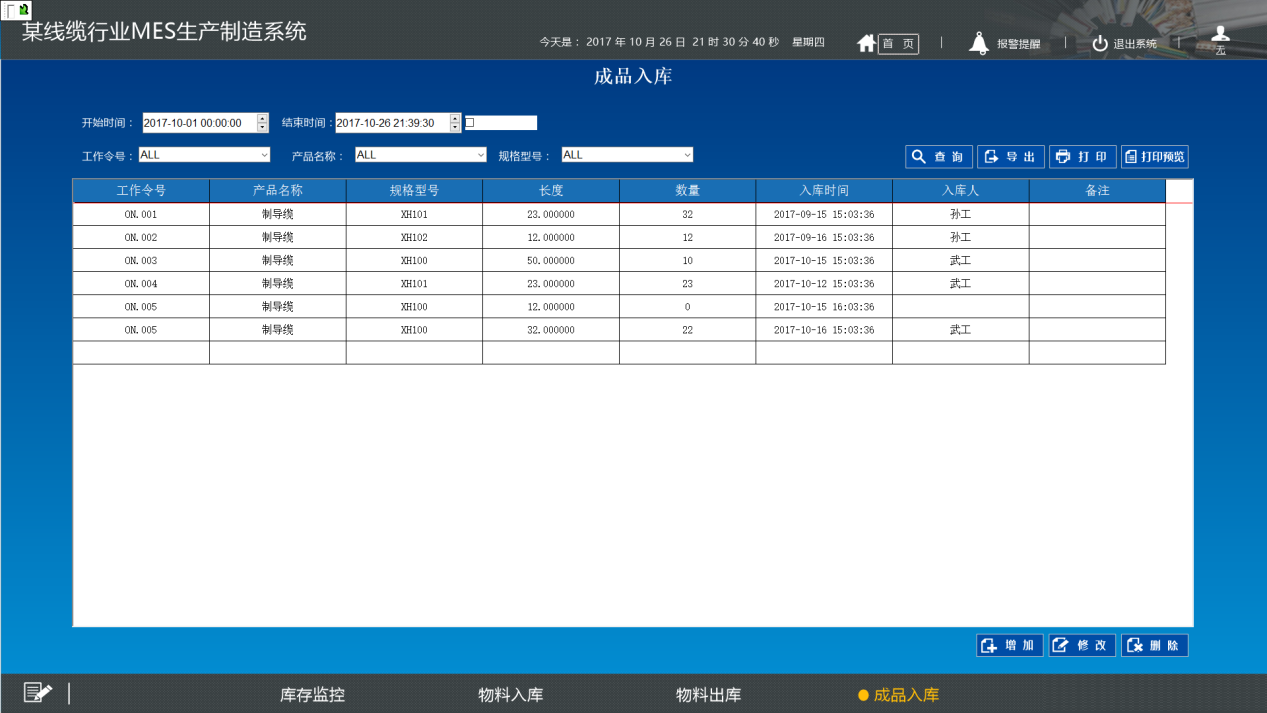 某线缆行业MES生产制造系统
今天是： 2017 年 10 月 26 日 21 时 30 分 40 秒 星期四
首 页
报警提醒
退出系统
无
成品入库
开始时间： 2017-10-01 00:00:00 结束时间： 2017-10-26 21:39:30
工作令号： ALL 产品名称： ALL 规格型号： ALL
查 询 导 出 打 印 打印预览
工作令号 产品名称 规格型号 长度 数量 入库时间 入库人 备注
ON.001 制导缆 XH101 23.000000 32 2017-09-15 15:03:36 孙工
ON.002 制导缆 XH102 12.000000 12 2017-09-16 15:03:36 孙工
ON.003 制导缆 XH100 50.000000 10 2017-10-15 15:03:36 武工
ON.004 制导缆 XH101 23.000000 23 2017-10-12 15:03:36 武工
ON.005 制导缆 XH100 12.000000 0 2017-10-15 16:03:36
ON.005 制导缆 XH100 32.000000 22 2017-10-16 15:03:36 武工
增 加 修 改 删 除
库存监控 物料入库 物料出库 成品入库